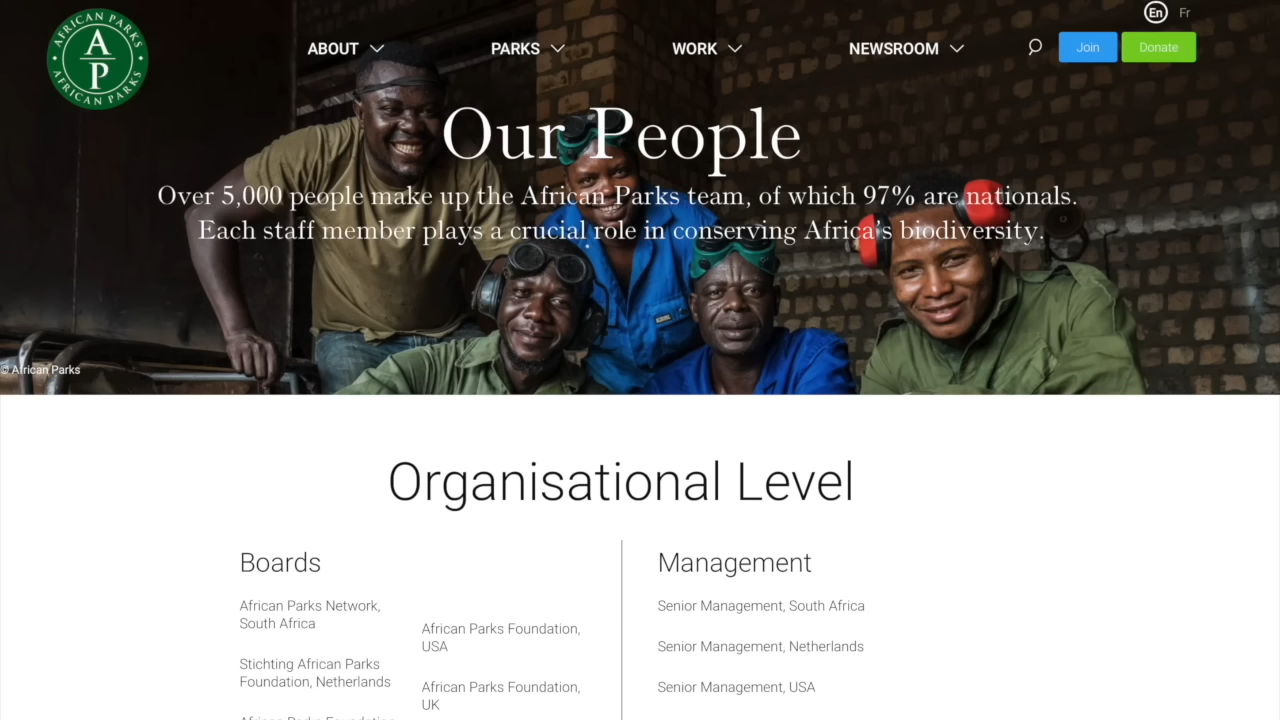 AFRICAN PARKS
A
P
AFRICAN PARKS
En Fr
ABOUT PARKS WORK NEWSROOM Join Donate
Our People
Over 5,000 people make up the African Parks team, of which 97% are nationals.
Each staff member plays a crucial role in conserving Africa's biodiversity.
© African Parks
Organisational Level
Boards
African Parks Network,
South Africa
Stichting African Parks
Foundation, Netherlands
African Parks Foundation
African Parks Foundation,
USA
African Parks Foundation,
UK
Management
Senior Management, South Africa
Senior Management, Netherlands
Senior Management, USA